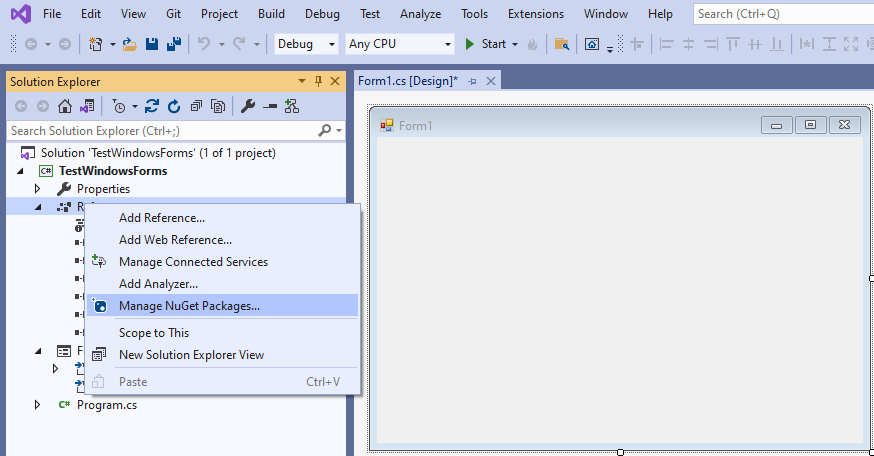 File Edit View Git Project Build Debug Test Analyze Tools Extensions Window Help Search (Ctrl+Q)
Debug Any CPU Start
Solution Explorer
Form1.cs [Design]*
Search Solution Explorer (Ctrl+;)
Form1
Solution 'TestWindowsForms' (1 of 1 project)
C# TestWindowsForms
Properties
Add Reference...
Add Web Reference...
Manage Connected Services
Add Analyzer...
Manage NuGet Packages...
Scope to This
New Solution Explorer View
Paste Ctrl+V
C# Program.cs